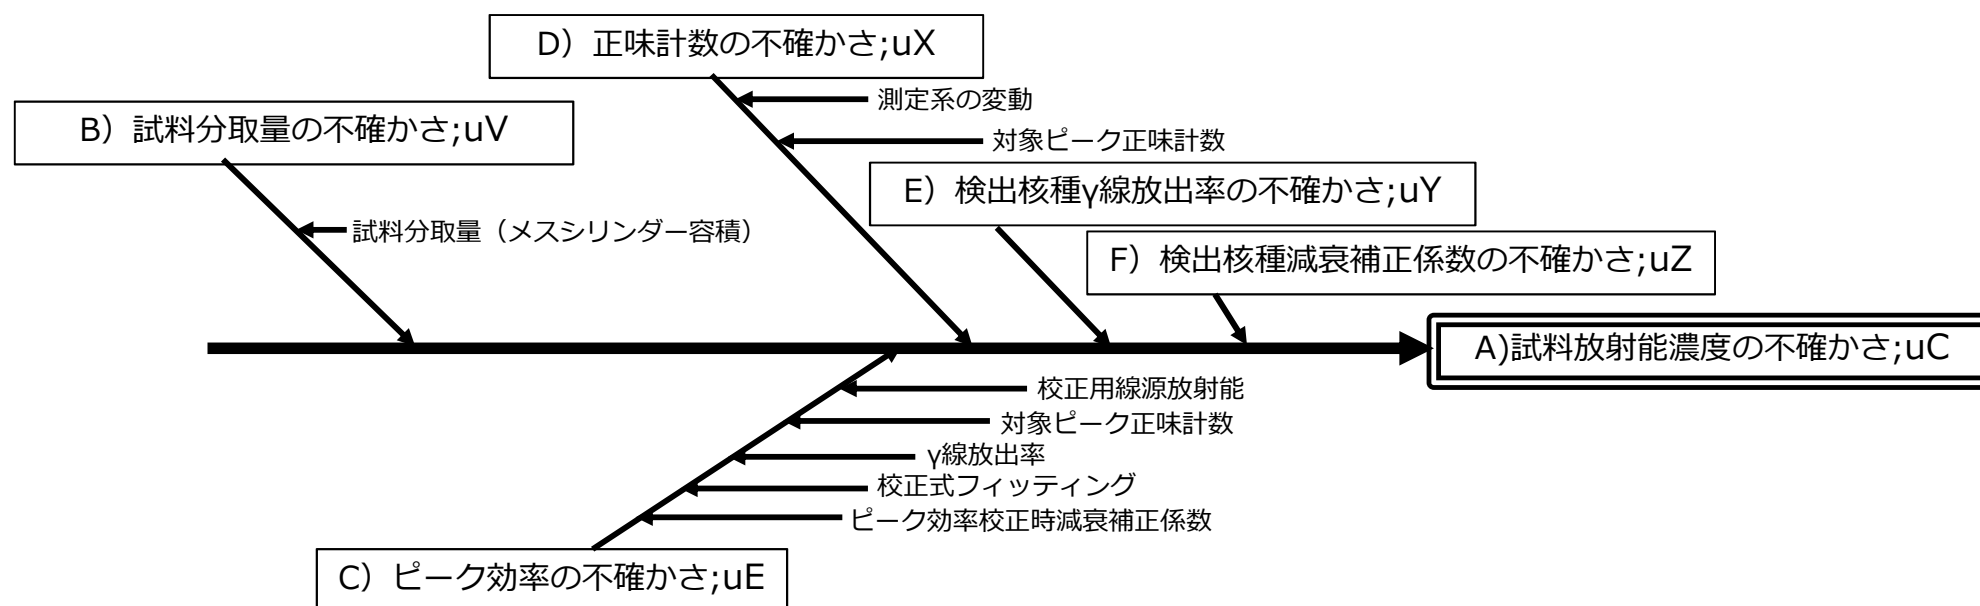 D）正味計数の不確かさ;uX
測定系の変動
B）試料分取量の不確かさ;uV
対象ピーク正味計数
E）検出核種γ線放出率の不確かさ;uY
試料分取量（メスシリンダー容積）
F）検出核種減衰補正係数の不確かさ;uZ
A)試料放射能濃度の不確かさ;uC
校正用線源放射能
対象ピーク正味計数
γ線放出率
校正式フィッティング
ピーク効率校正時減衰補正係数
C）ピーク効率の不確かさ;uE